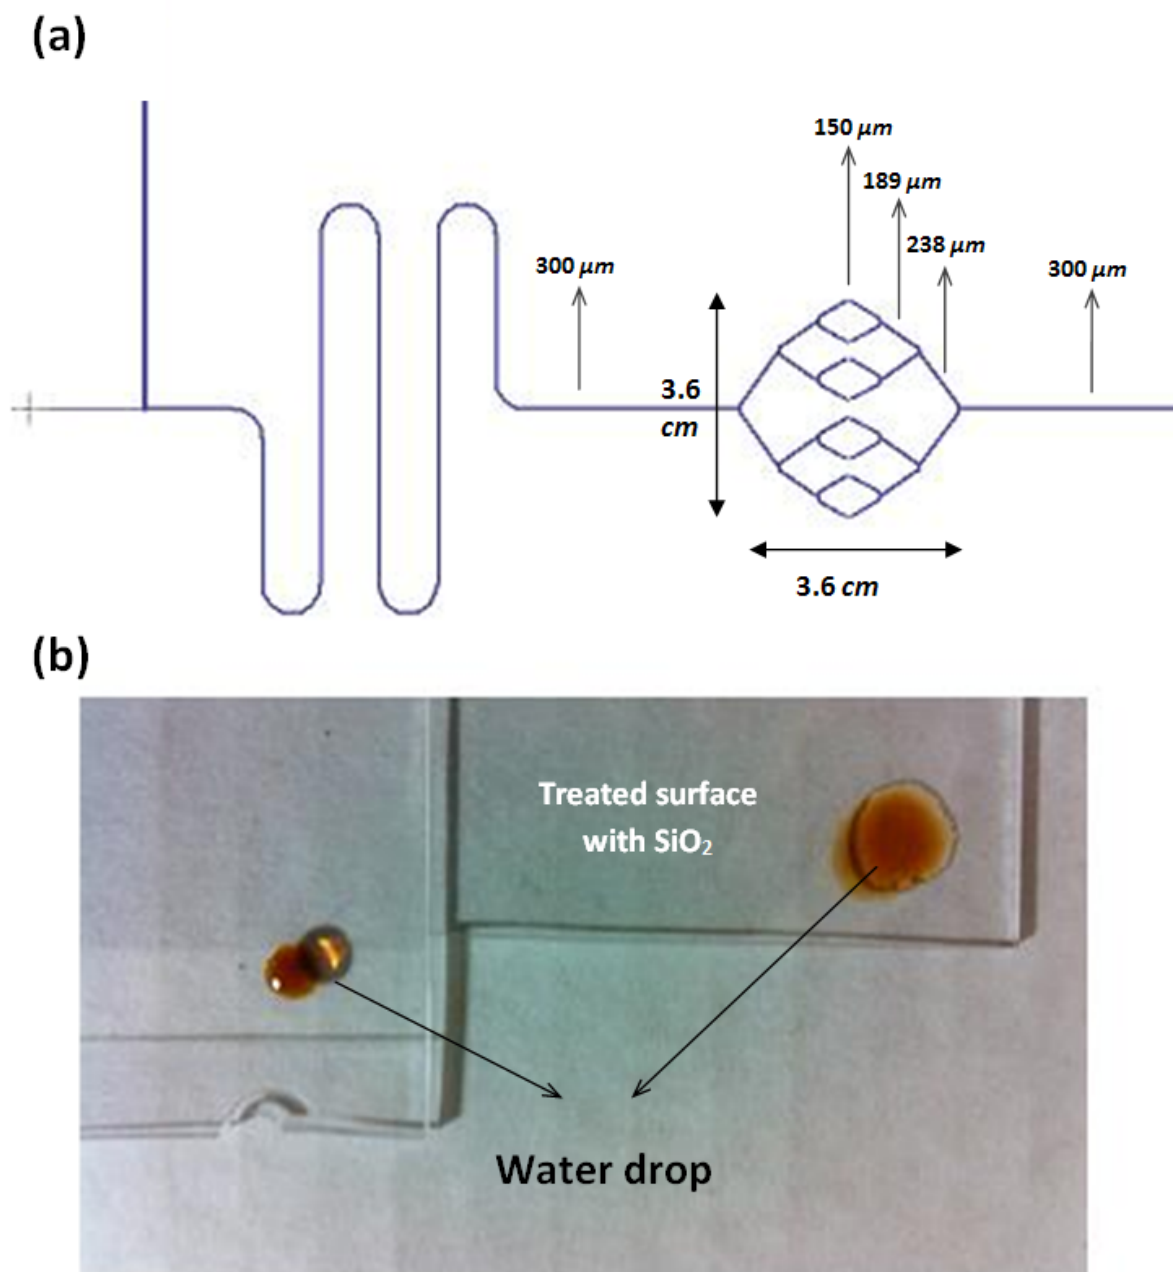 (a)
150 µm
189 µm
238 µm
300 µm
300 µm
3.6
cm
3.6 cm
(b)
Treated surface
with SiO₂
Water drop